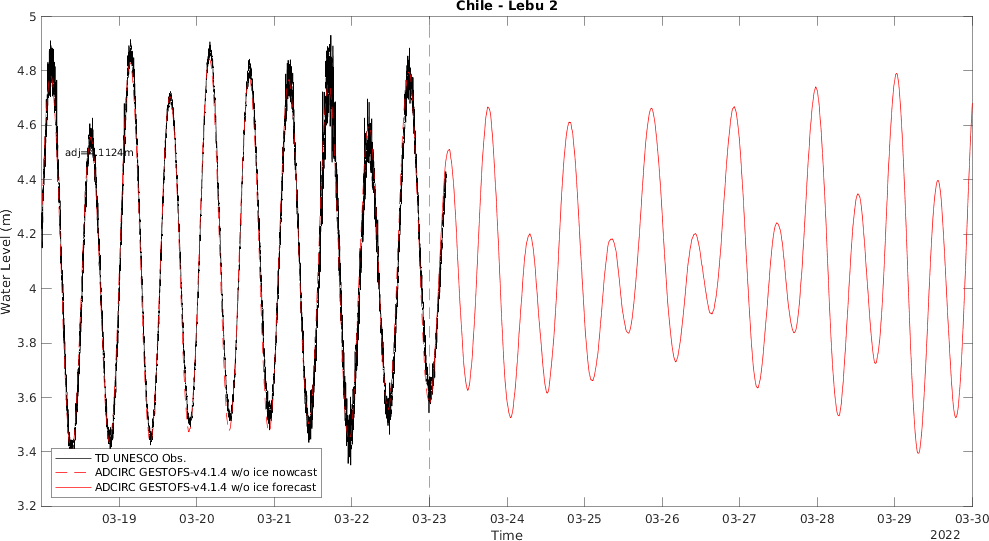 Chile - Lebu 2
5
4.8
4.6
4.4
4.2
4
3.8
3.6
3.4
3.2
Water Level (m)
TD UNESCO Obs.
ADCIRC GESTOFS-v4.1.4 w/o ice nowcast
ADCIRC GESTOFS-v4.1.4 w/o ice forecast
03-19 03-20 03-21 03-22 03-23 03-24 03-25 03-26 03-27 03-28 03-29 03-30
Time
2022